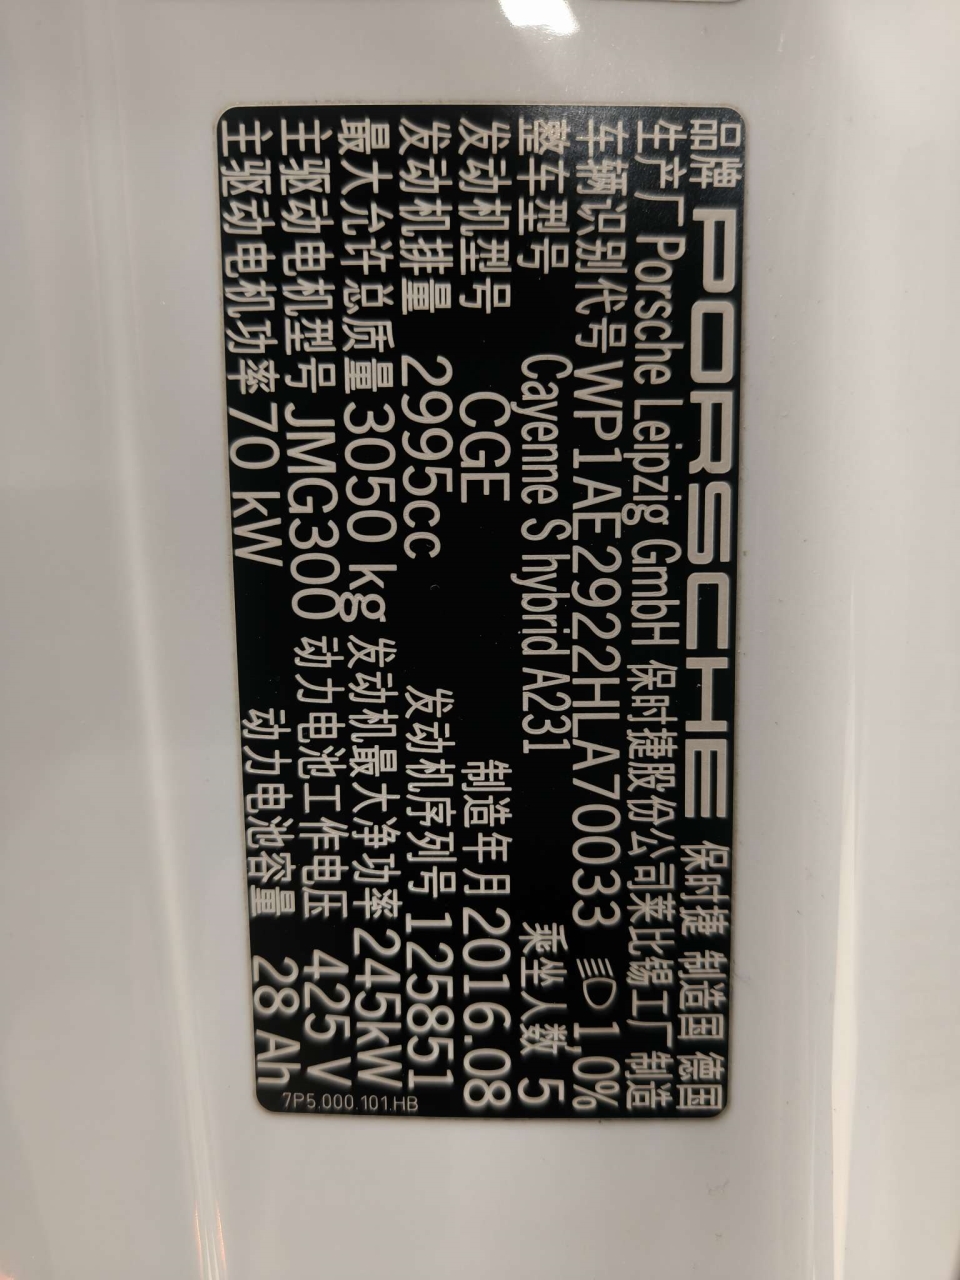 品牌 PORSCHE 保时捷 制造国 德国
生产厂 Porsche Leipzig GmbH 保时捷股份公司莱比锡工厂 制造
车辆识别代号 WP1AE2922HLA70033 1,0%
整车型号 Cayenne S hybrid A231 乘坐人数 5
发动机型号 CGE 制造年月 2016.08
发动机排量 2995cc 发动机序列号 125851
最大允许总质量 3050 kg 发动机最大净功率 245kW
主驱动电机型号 JMG300 动力电池工作电压 425 V
主驱动电机功率 70 kW 动力电池容量 28 Ah
7P5.000.101.HB